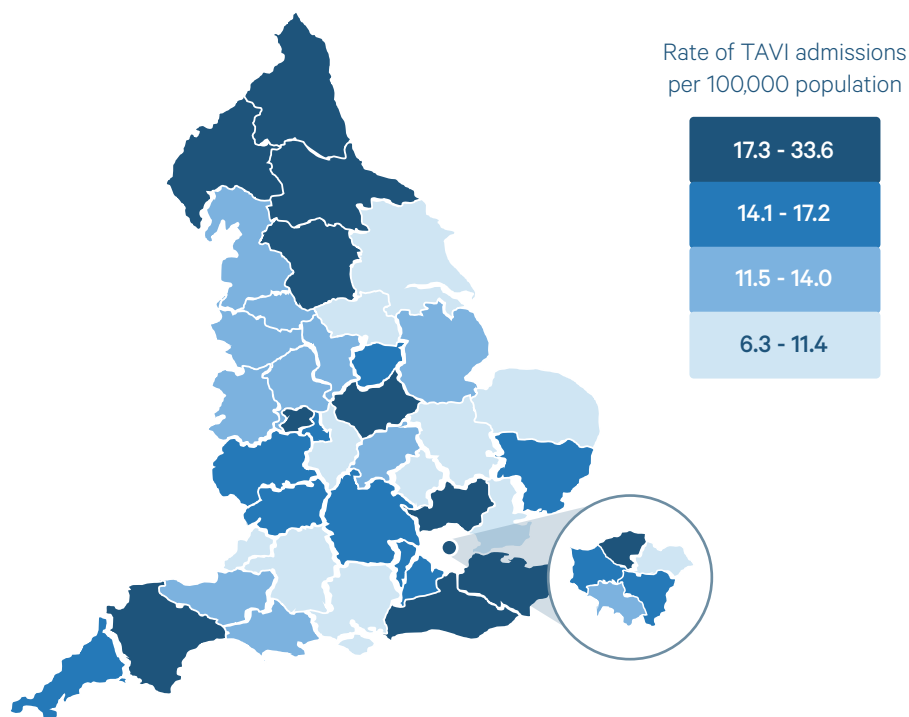 Rate of TAVI admissions
per 100,000 population
17.3 - 33.6
14.1 - 17.2
11.5 - 14.0
6.3 - 11.4